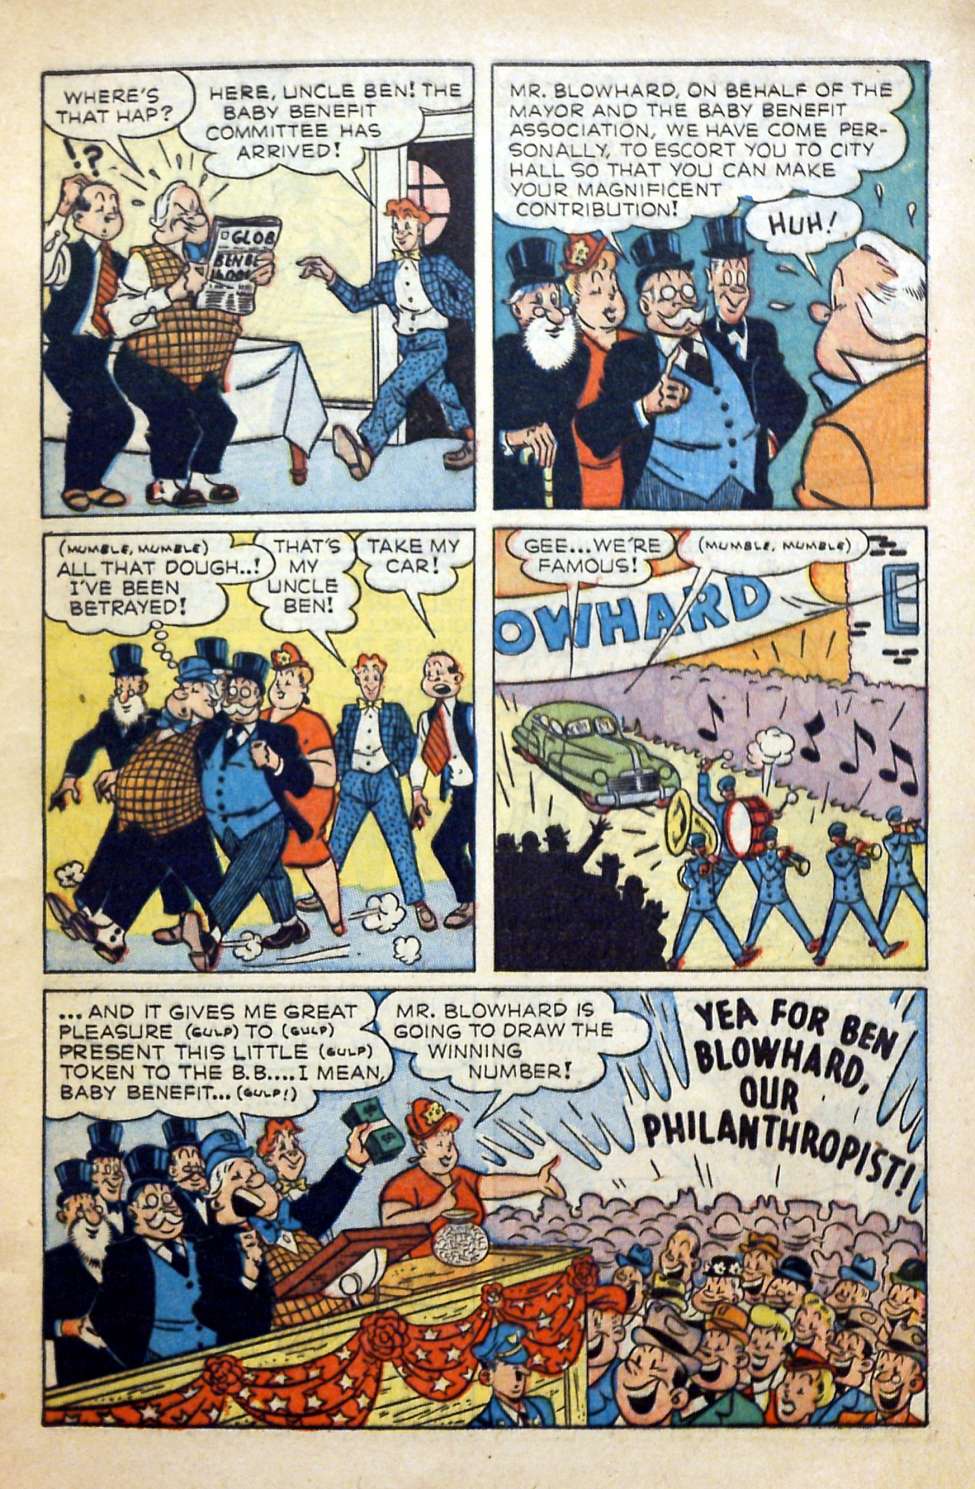 WHERE'S
THAT HAP?
HERE, UNCLE BEN! THE
BABY BENEFIT
COMMITTEE HAS
ARRIVED!
!?
GLOB
BEN BE
MR. BLOWHARD, ON BEHALF OF THE
MAYOR AND THE BABY BENEFIT
ASSOCIATION, WE HAVE COME PER-
SONALLY, TO ESCORT YOU TO CITY
HALL SO THAT YOU CAN MAKE
YOUR MAGNIFICENT
CONTRIBUTION!
HUH!
(MUMBLE, MUMBLE)
ALL THAT DOUGH..!
I'VE BEEN
BETRAYED!
THAT'S
MY
UNCLE
BEN!
TAKE MY
CAR!
GEE...WE'RE
FAMOUS!
(MUMBLE, MUMBLE)
OWHARD
...AND IT GIVES ME GREAT
PLEASURE (GULP) TO (GULP)
PRESENT THIS LITTLE (GULP)
TOKEN TO THE B.B....I MEAN,
BABY BENEFIT... (GULP!)
MR. BLOWHARD IS
GOING TO DRAW THE
WINNING
NUMBER!
YEA FOR BEN
BLOWHARD,
OUR
PHILANTHROPIST!